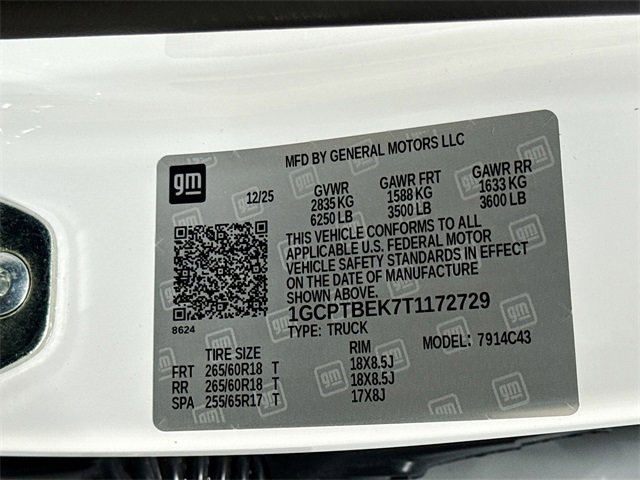 MFD BY GENERAL MOTORS LLC
gm
12/25
GVWR GAWR FRT GAWR RR
2835 KG 1588 KG 1633 KG
6250 LB 3500 LB 3600 LB
THIS VEHICLE CONFORMS TO ALL
APPLICABLE U.S. FEDERAL MOTOR
VEHICLE SAFETY STANDARDS IN EFFECT
ON THE DATE OF MANUFACTURE
SHOWN ABOVE.
8624
1GCPTBEK7T1172729
TYPE: TRUCK MODEL: 7914C43
TIRE SIZE RIM
FRT 265/60R18 T 18X8.5J
RR 265/60R18 T 18X8.5J
SPA 255/65R17 T 17X8J